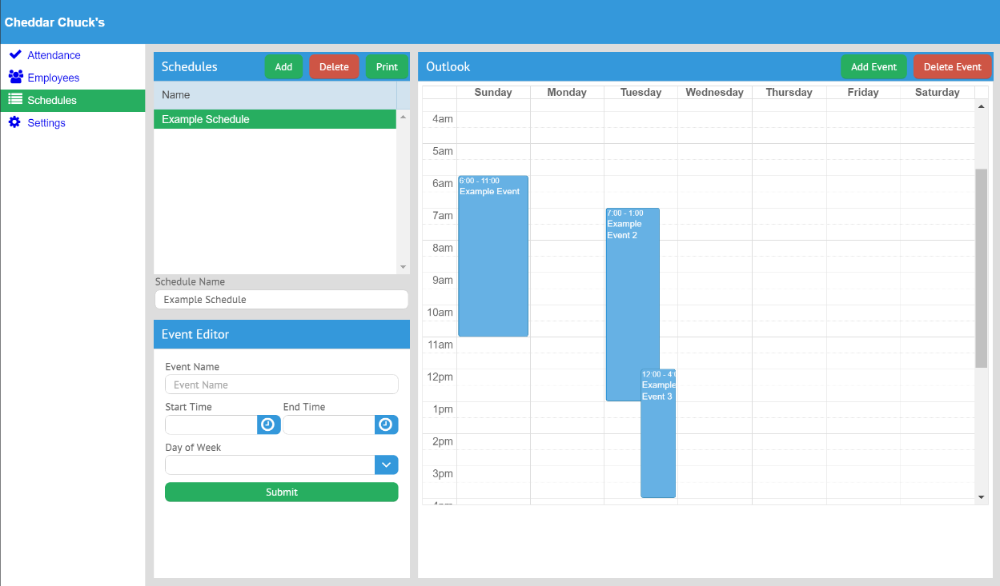 Cheddar Chuck's
Attendance
Employees
Schedules
Settings
Schedules Add Delete Print
Name
Example Schedule
Schedule Name
Example Schedule
Event Editor
Event Name
Event Name
Start Time End Time
Day of Week
Submit
Outlook Add Event Delete Event
Sunday Monday Tuesday Wednesday Thursday Friday Saturday
4am
5am
6am
7am
8am
9am
10am
11am
12pm
1pm
2pm
3pm
6:00 - 11:00
Example Event
7:00 - 1:00
Example
Event 2
12:00 - 4:0
Example
Event 3